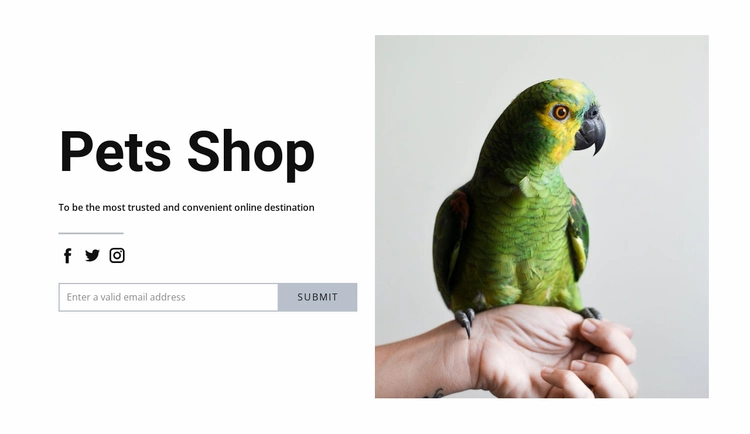 Pets Shop
To be the most trusted and convenient online destination
Enter a valid email address
SUBMIT